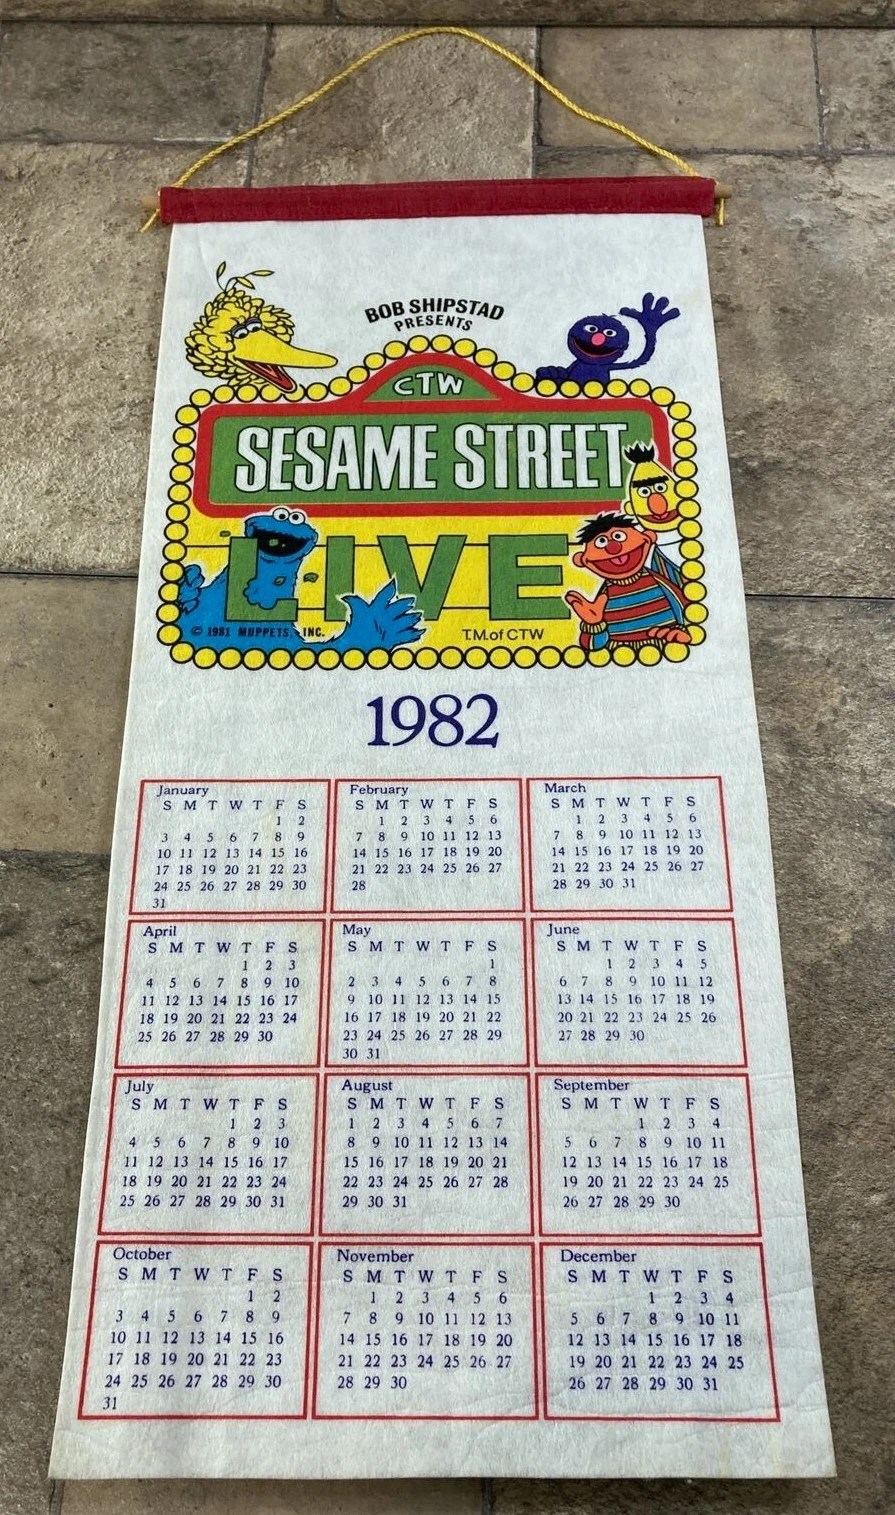 BOB SHIPSTAD
PRESENTS
CTW
SESAME STREET
LIVE
© 1981 MUPPETS, INC.
T.M. of CTW
1982
January
S M T W T F S
1 2
3 4 5 6 7 8 9
10 11 12 13 14 15 16
17 18 19 20 21 22 23
24 25 26 27 28 29 30
31
February
S M T W T F S
1 2 3 4 5 6
7 8 9 10 11 12 13
14 15 16 17 18 19 20
21 22 23 24 25 26 27
28
March
S M T W T F S
1 2 3 4 5 6
7 8 9 10 11 12 13
14 15 16 17 18 19 20
21 22 23 24 25 26 27
28 29 30 31
April
S M T W T F S
1 2 3
4 5 6 7 8 9 10
11 12 13 14 15 16 17
18 19 20 21 22 23 24
25 26 27 28 29 30
May
S M T W T F S
1
2 3 4 5 6 7 8
9 10 11 12 13 14 15
16 17 18 19 20 21 22
23 24 25 26 27 28 29
30 31
June
S M T W T F S
1 2 3 4 5
6 7 8 9 10 11 12
13 14 15 16 17 18 19
20 21 22 23 24 25 26
27 28 29 30
July
S M T W T F S
1 2 3
4 5 6 7 8 9 10
11 12 13 14 15 16 17
18 19 20 21 22 23 24
25 26 27 28 29 30 31
August
S M T W T F S
1 2 3 4 5 6 7
8 9 10 11 12 13 14
15 16 17 18 19 20 21
22 23 24 25 26 27 28
29 30 31
September
S M T W T F S
1 2 3 4
5 6 7 8 9 10 11
12 13 14 15 16 17 18
19 20 21 22 23 24 25
26 27 28 29 30
October
S M T W T F S
1 2
3 4 5 6 7 8 9
10 11 12 13 14 15 16
17 18 19 20 21 22 23
24 25 26 27 28 29 30
31
November
S M T W T F S
1 2 3 4 5 6
7 8 9 10 11 12 13
14 15 16 17 18 19 20
21 22 23 24 25 26 27
28 29 30
December
S M T W T F S
1 2 3 4
5 6 7 8 9 10 11
12 13 14 15 16 17 18
19 20 21 22 23 24 25
26 27 28 29 30 31